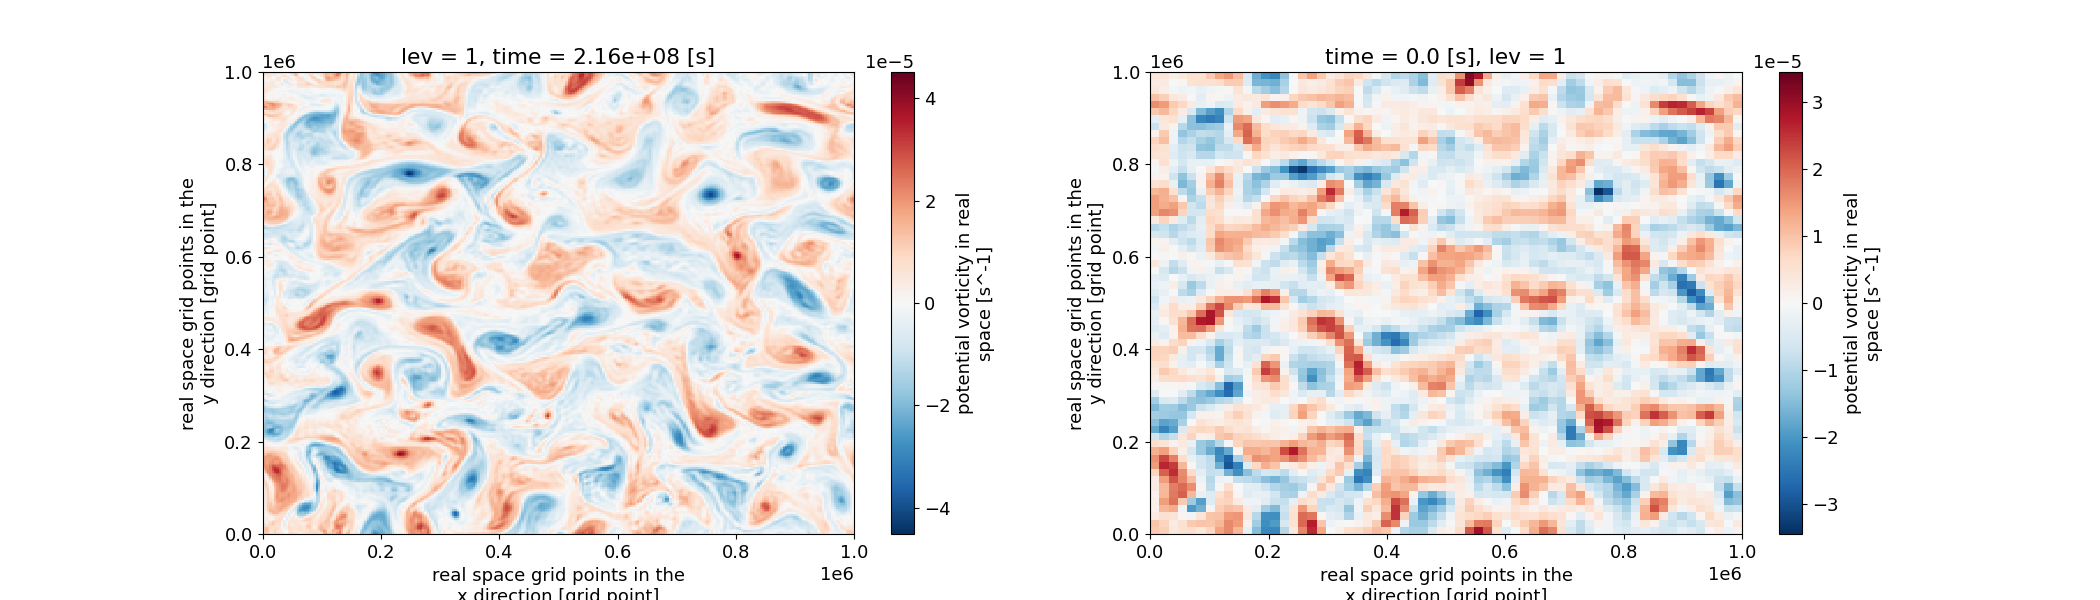 lev = 1, time = 2.16e+08 [s]
1e6
1e−5
1.0
0.8
0.6
0.4
0.2
0.0
real space grid points in the
y direction [grid point]
0.0 0.2 0.4 0.6 0.8 1.0
1e6
real space grid points in the
x direction [grid point]
4
2
0
−2
−4
potential vorticity in real
space [s^-1]
time = 0.0 [s], lev = 1
1e6
1e−5
1.0
0.8
0.6
0.4
0.2
0.0
real space grid points in the
y direction [grid point]
0.0 0.2 0.4 0.6 0.8 1.0
1e6
real space grid points in the
x direction [grid point]
3
2
1
0
−1
−2
−3
potential vorticity in real
space [s^-1]